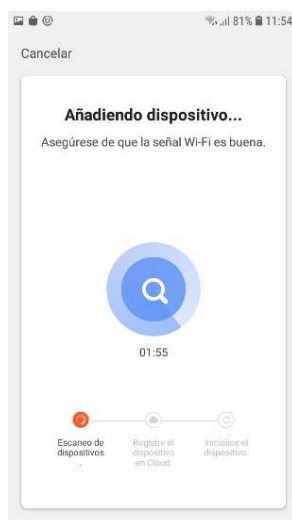 81% 11:54
Cancelar
Añadiendo dispositivo...
Asegúrese de que la señal Wi-Fi es buena.
01:55
Escaneo de
dispositivos
.
Registre el
dispositivo
en Cloud.
Inicialice el
dispositivo.